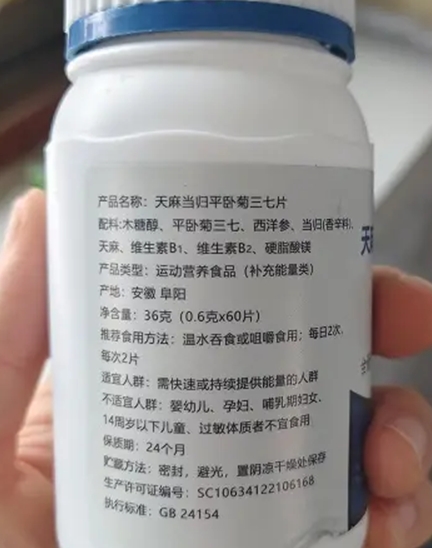 产品名称：天麻当归平卧菊三七片
配料:木糖醇、平卧菊三七、西洋参、当归(香辛料)、
天麻、维生素B1、维生素B2、硬脂酸镁
产品类型：运动营养食品（补充能量类）
产地：安徽 阜阳
净含量：36克（0.6克x60片）
推荐食用方法：温水吞食或咀嚼食用；每日2次，
每次2片
适宜人群：需快速或持续提供能量的人群
不适宜人群：婴幼儿、孕妇、哺乳期妇女、
14周岁以下儿童、过敏体质者不宜食用
保质期：24个月
贮藏方法：密封，避光，置阴凉干燥处保存
生产许可证编号：SC10634122106168
执行标准：GB 24154
天